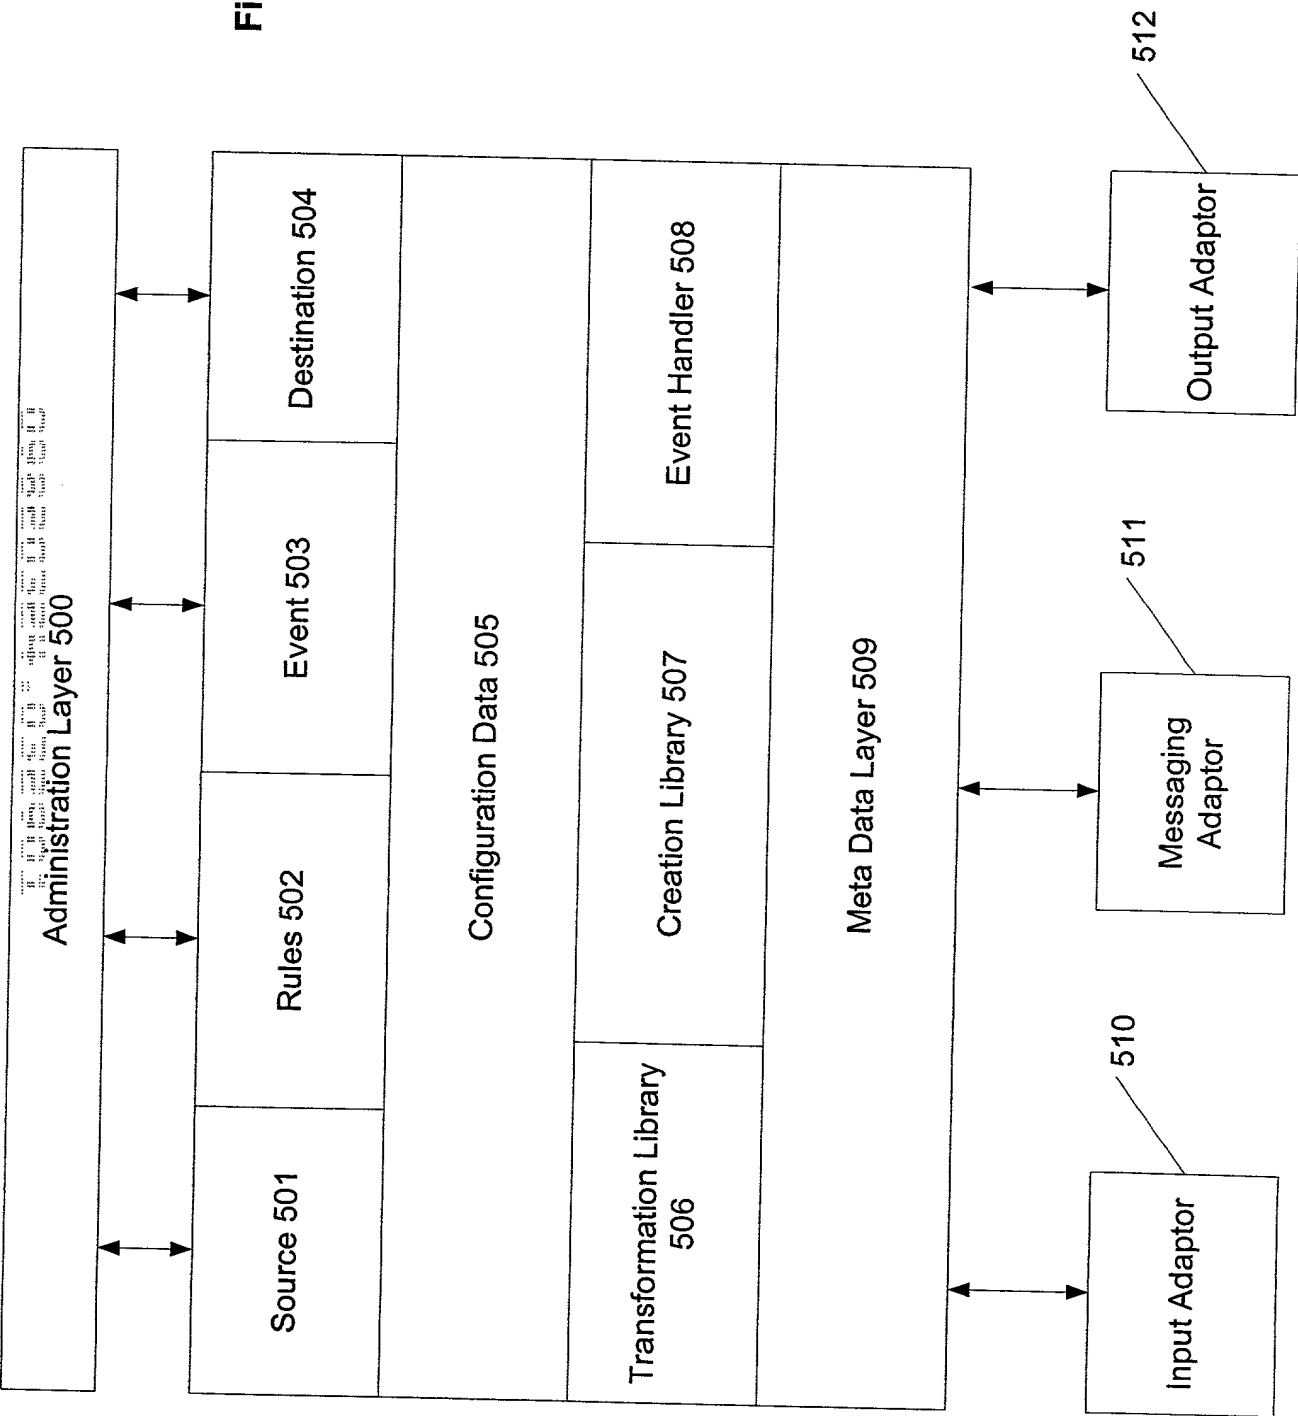 Fi
Administration Layer 500
Source 501
Rules 502
Event 503
Destination 504
Configuration Data 505
Transformation Library
506
Creation Library 507
Event Handler 508
Meta Data Layer 509
510
511
512
Input Adaptor
Messaging
Adaptor
Output Adaptor